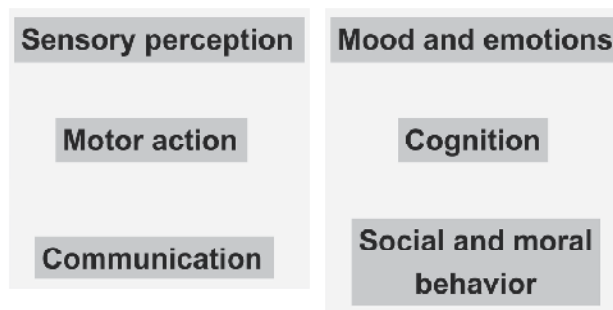 Sensory perception
Motor action
Communication
Mood and emotions
Cognition
Social and moral
behavior